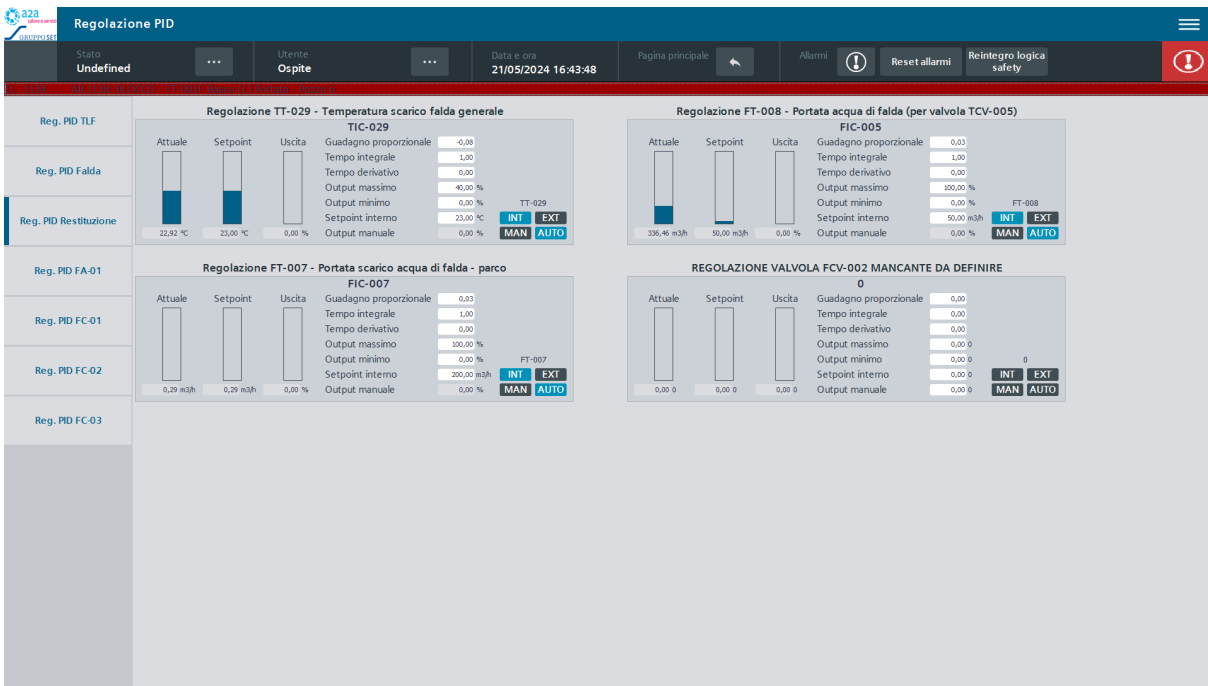 a2a
calore e servizi
GRUPPO SET
Regolazione PID
Stato
Undefined
...
Utente
Ospite
...
Data e ora
21/05/2024 16:43:48
Pagina principale
Allarmi
Reset allarmi
Reintegro logica
safety
Reg. PID TLF
Reg. PID Falda
Reg. PID Restituzione
Reg. PID FA-01
Reg. PID FC-01
Reg. PID FC-02
Reg. PID FC-03
Regolazione TT-029 - Temperatura scarico falda generale
TIC-029
Attuale Setpoint Uscita Guadagno proporzionale -0,08
Tempo integrale 1,00
Tempo derivativo 0,00
Output massimo 40,00 %
Output minimo 0,00 % TT-029
Setpoint interno 23,00 °C INT EXT
22,92 °C 23,00 °C 0,00 % Output manuale 0,00 % MAN AUTO
Regolazione FT-008 - Portata acqua di falda (per valvola TCV-005)
FIC-005
Attuale Setpoint Uscita Guadagno proporzionale 0,03
Tempo integrale 1,00
Tempo derivativo 0,00
Output massimo 100,00 %
Output minimo 0,00 % FT-008
Setpoint interno 50,00 m3/h INT EXT
336,46 m3/h 50,00 m3/h 0,00 % Output manuale 0,00 % MAN AUTO
Regolazione FT-007 - Portata scarico acqua di falda - parco
FIC-007
Attuale Setpoint Uscita Guadagno proporzionale 0,03
Tempo integrale 1,00
Tempo derivativo 0,00
Output massimo 100,00 %
Output minimo 0,00 % FT-007
Setpoint interno 200,00 m3/h INT EXT
0,29 m3/h 0,29 m3/h 0,00 % Output manuale 0,00 % MAN AUTO
REGOLAZIONE VALVOLA FCV-002 MANCANTE DA DEFINIRE
0
Attuale Setpoint Uscita Guadagno proporzionale 0,00
Tempo integrale 0,00
Tempo derivativo 0,00
Output massimo 0,00 0
Output minimo 0,00 0 0
Setpoint interno 0,00 0 INT EXT
0,00 0 0,00 0 0,00 0 Output manuale 0,00 0 MAN AUTO